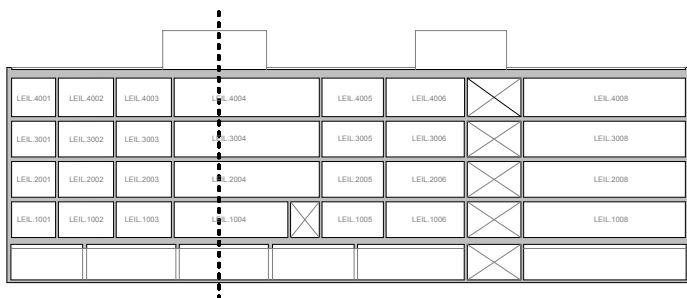 LEIL.4001 LEIL.4002 LEIL.4003 LEIL.4004 LEIL.4005 LEIL.4006 LEIL.4008
LEIL.3001 LEIL.3002 LEIL.3003 LEIL.3004 LEIL.3005 LEIL.3006 LEIL.3008
LEIL.2001 LEIL.2002 LEIL.2003 LEIL.2004 LEIL.2005 LEIL.2006 LEIL.2008
LEIL.1001 LEIL.1002 LEIL.1003 LEIL.1004 LEIL.1005 LEIL.1006 LEIL.1008